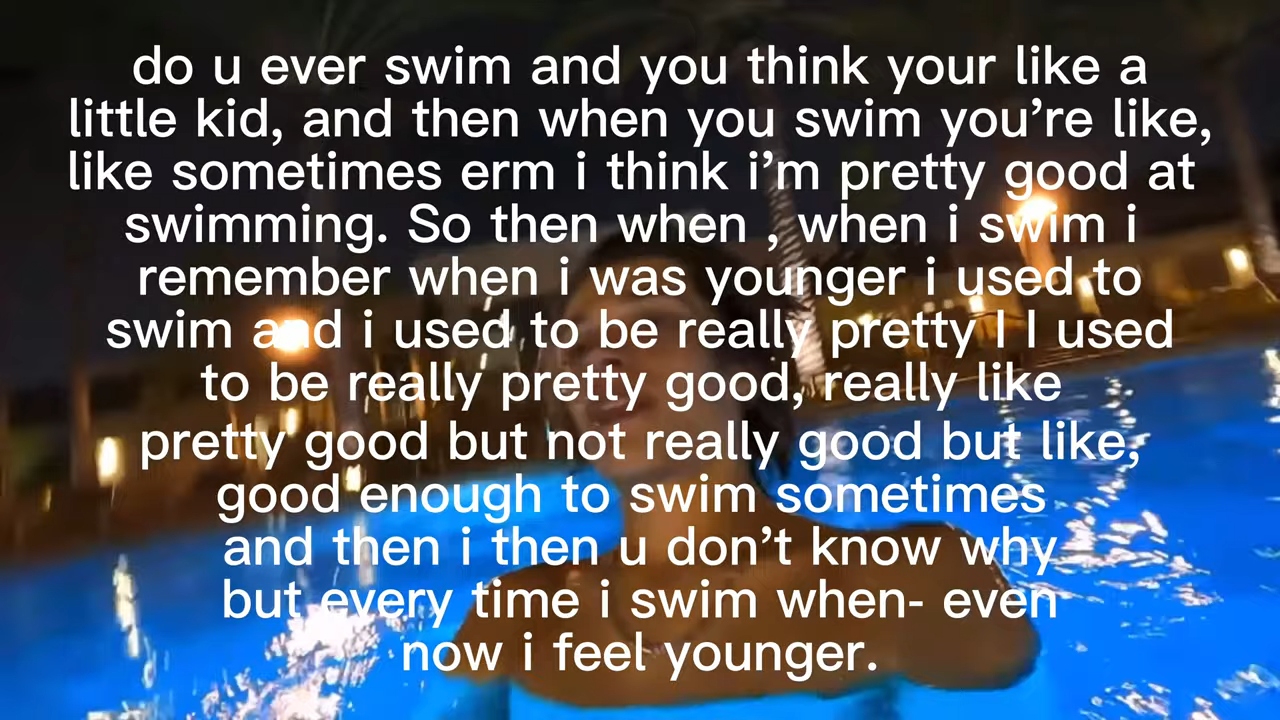 do u ever swim and you think your like a
little kid, and then when you swim you’re like,
like sometimes erm i think i’m pretty good at
swimming. So then when , when i swim i
remember when i was younger i used to
swim and i used to be really pretty I I used
to be really pretty good, really like
pretty good but not really good but like,
good enough to swim sometimes
and then i then u don’t know why
but every time i swim when- even
now i feel younger.